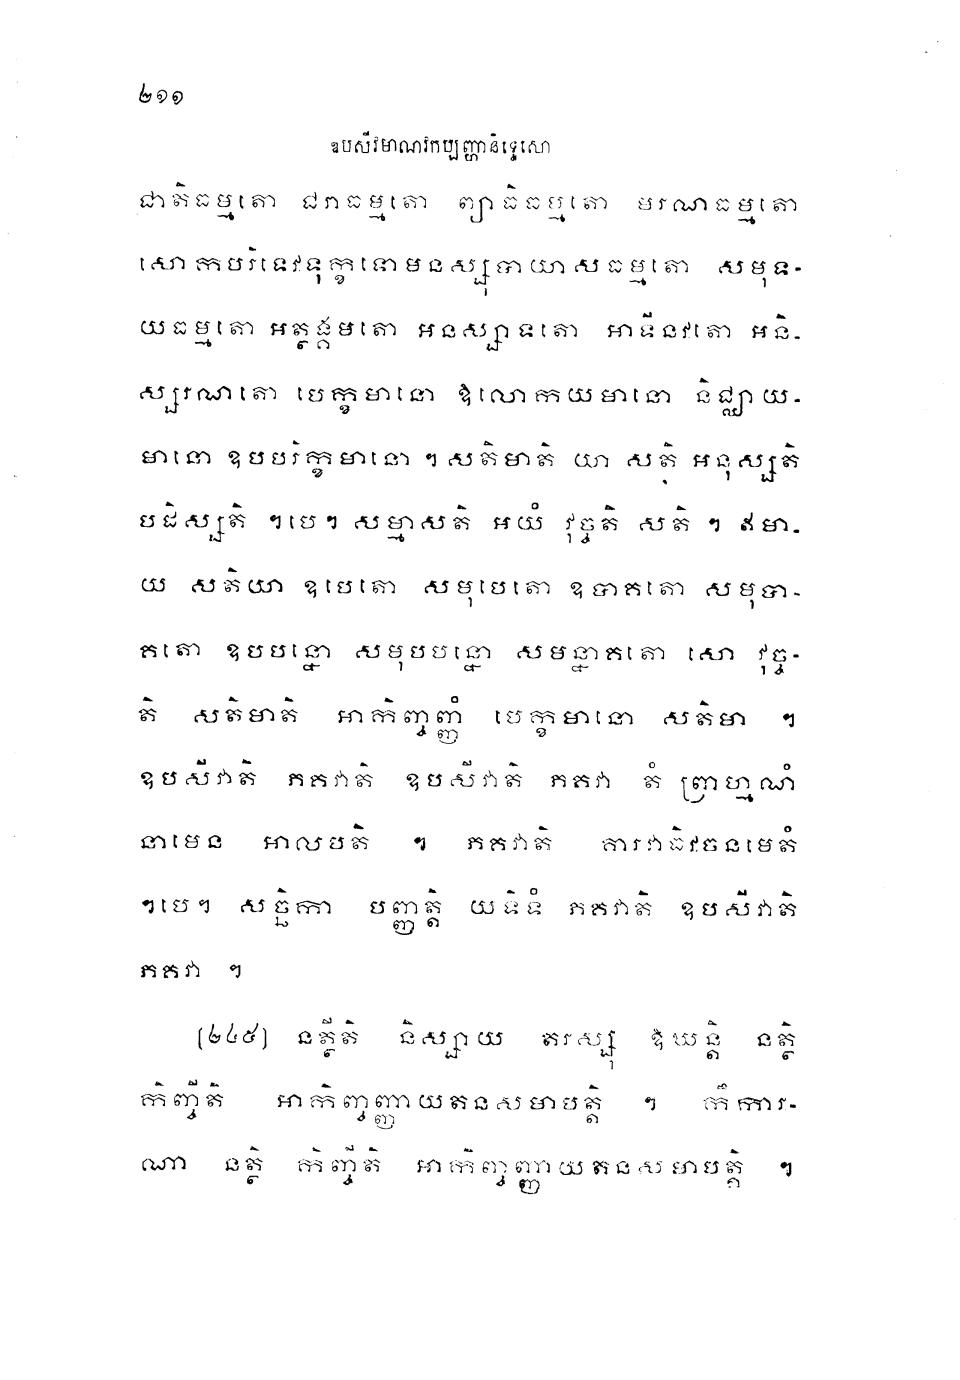 ២១១
ឧបសីវមាណវកប្បញ្ហានិទ្ទេសោ
ជាតិធម្មតោ ជរាធម្មតោ ព្យាធិធម្មតោ មរណាធម្មតោ
សោកបរិទេវទុក្ខទោមនស្សុបាយាសធម្មតោ សមុទ-
យធម្មតោ អត្ថង្គមតោ អនស្សាទតោ អាទីនវតោ អនិ-
ស្សរណតោ បេក្ខមានោ ឱលោកយមានោ និជ្ឈាយ-
មានោ ឧបបរិក្ខមានោ ។ សតិមាតិ យា សតិ អនុស្សតិ
បដិស្សតិ ។បេ។ សម្មាសតិ អយំ វុច្ចតិ សតិ ។ ឥមា-
យ សតិយា ឧបេតោ សមុបេតោ ឧបាគតោ សមុបា-
គតោ ឧបបន្នោ សមុបបន្នោ សមន្នាគតោ សោ វុច្ច-
តិ សតិមាតិ អាកិញ្ចញ្ញំ បេក្ខមានោ សតិមា ។
ឧបសីវាតិ ភគវាតិ ឧបសីវាតិ ភគវា តំ ព្រាហ្មណំ
នាមេន អាលបតិ ។ ភគវាតិ គារវាធិវចនមេតំ
។បេ។ សច្ឆិកា បញ្ញត្តិ យទិទំ ភគវាតិ ឧបសីវាតិ
ភគវា ។
(២៤៥) នត្ថីតិ និស្សាយ តរស្សុ ឱឃន្តិ នត្ថិ
កិញ្ចីតិ អាកិញ្ចញ្ញាយតនសមាបត្តិ ។ កឹការ-
ណា នត្ថិ កិញ្ចីតិ អាកិញ្ចញ្ញាយតនសមាបត្តិ ។